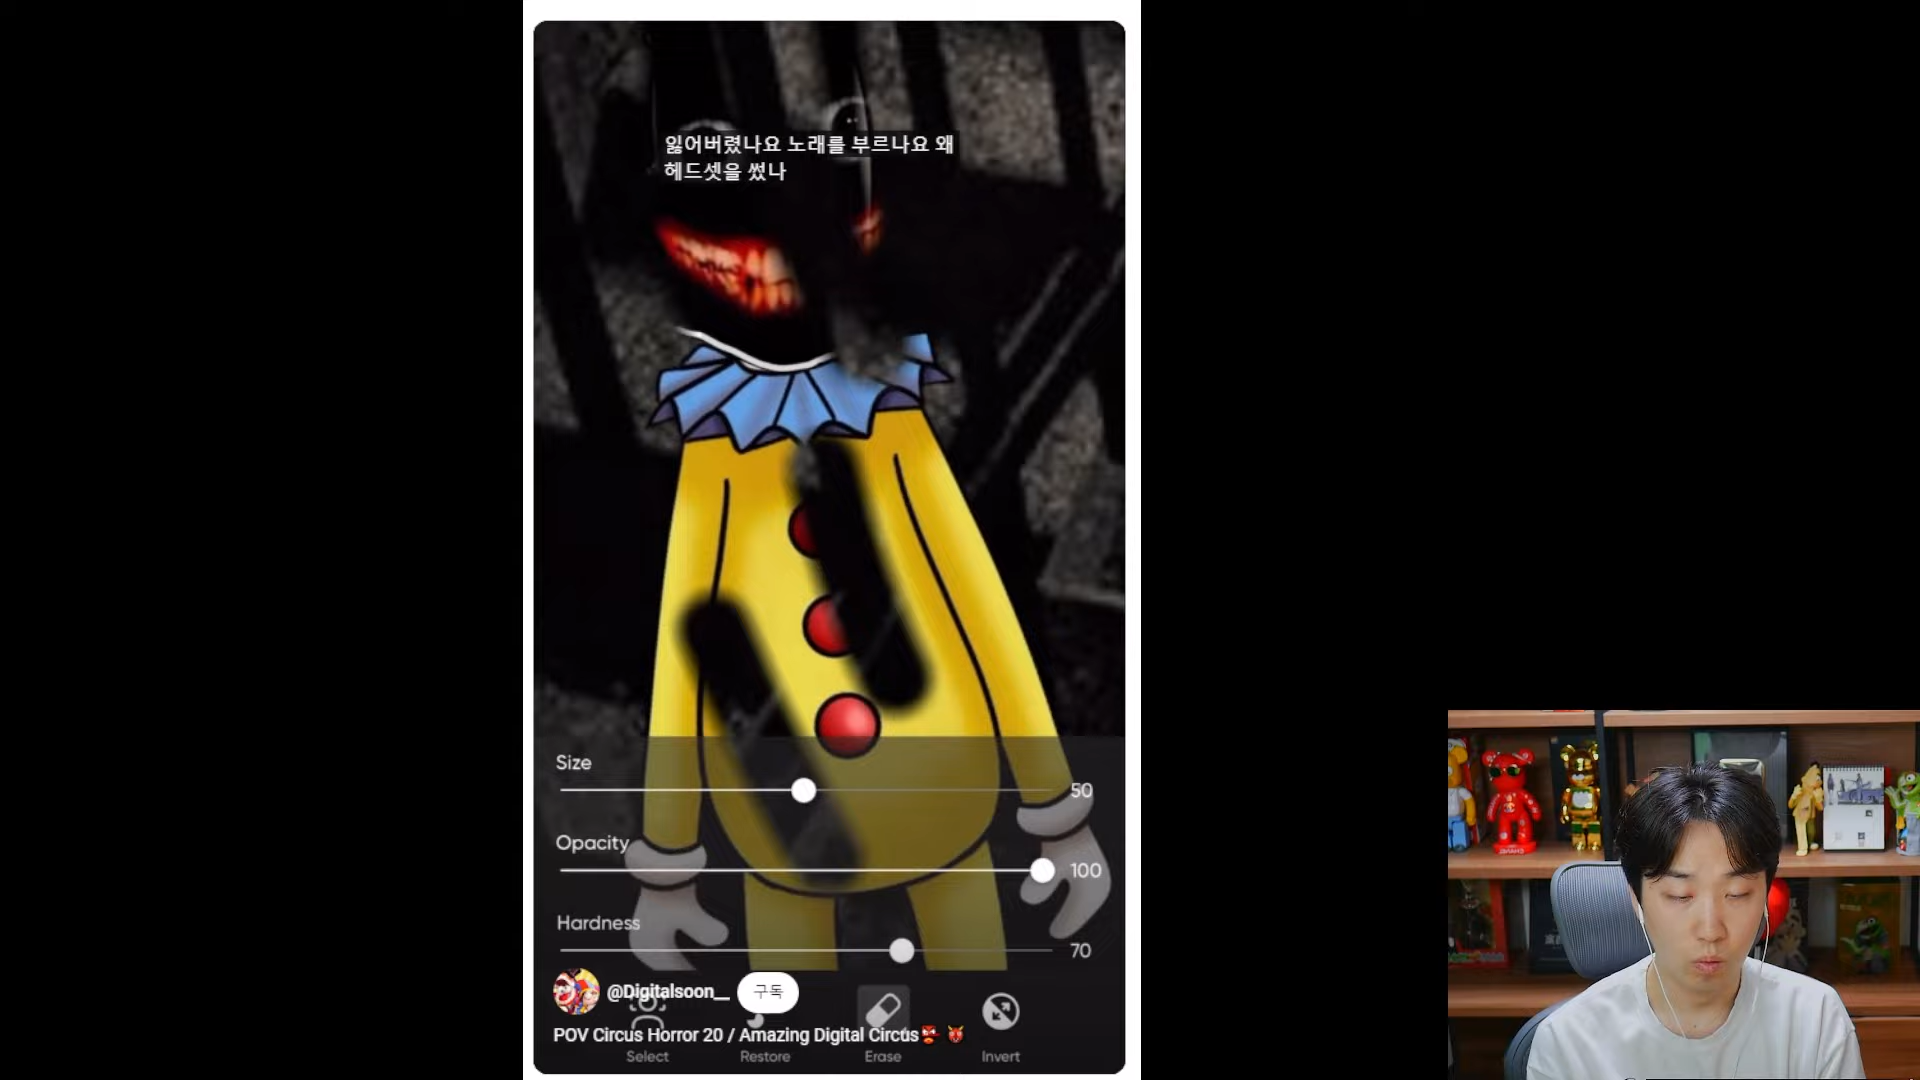 잃어버렸나요 노래를 부르나요 왜
헤드셋을 썼나
Size
50
Opacity
100
Hardness
70
@Digitalsoon__
구독
POV Circus Horror 20 / Amazing Digital Circus👺 👹
Select
Restore
Erase
Invert